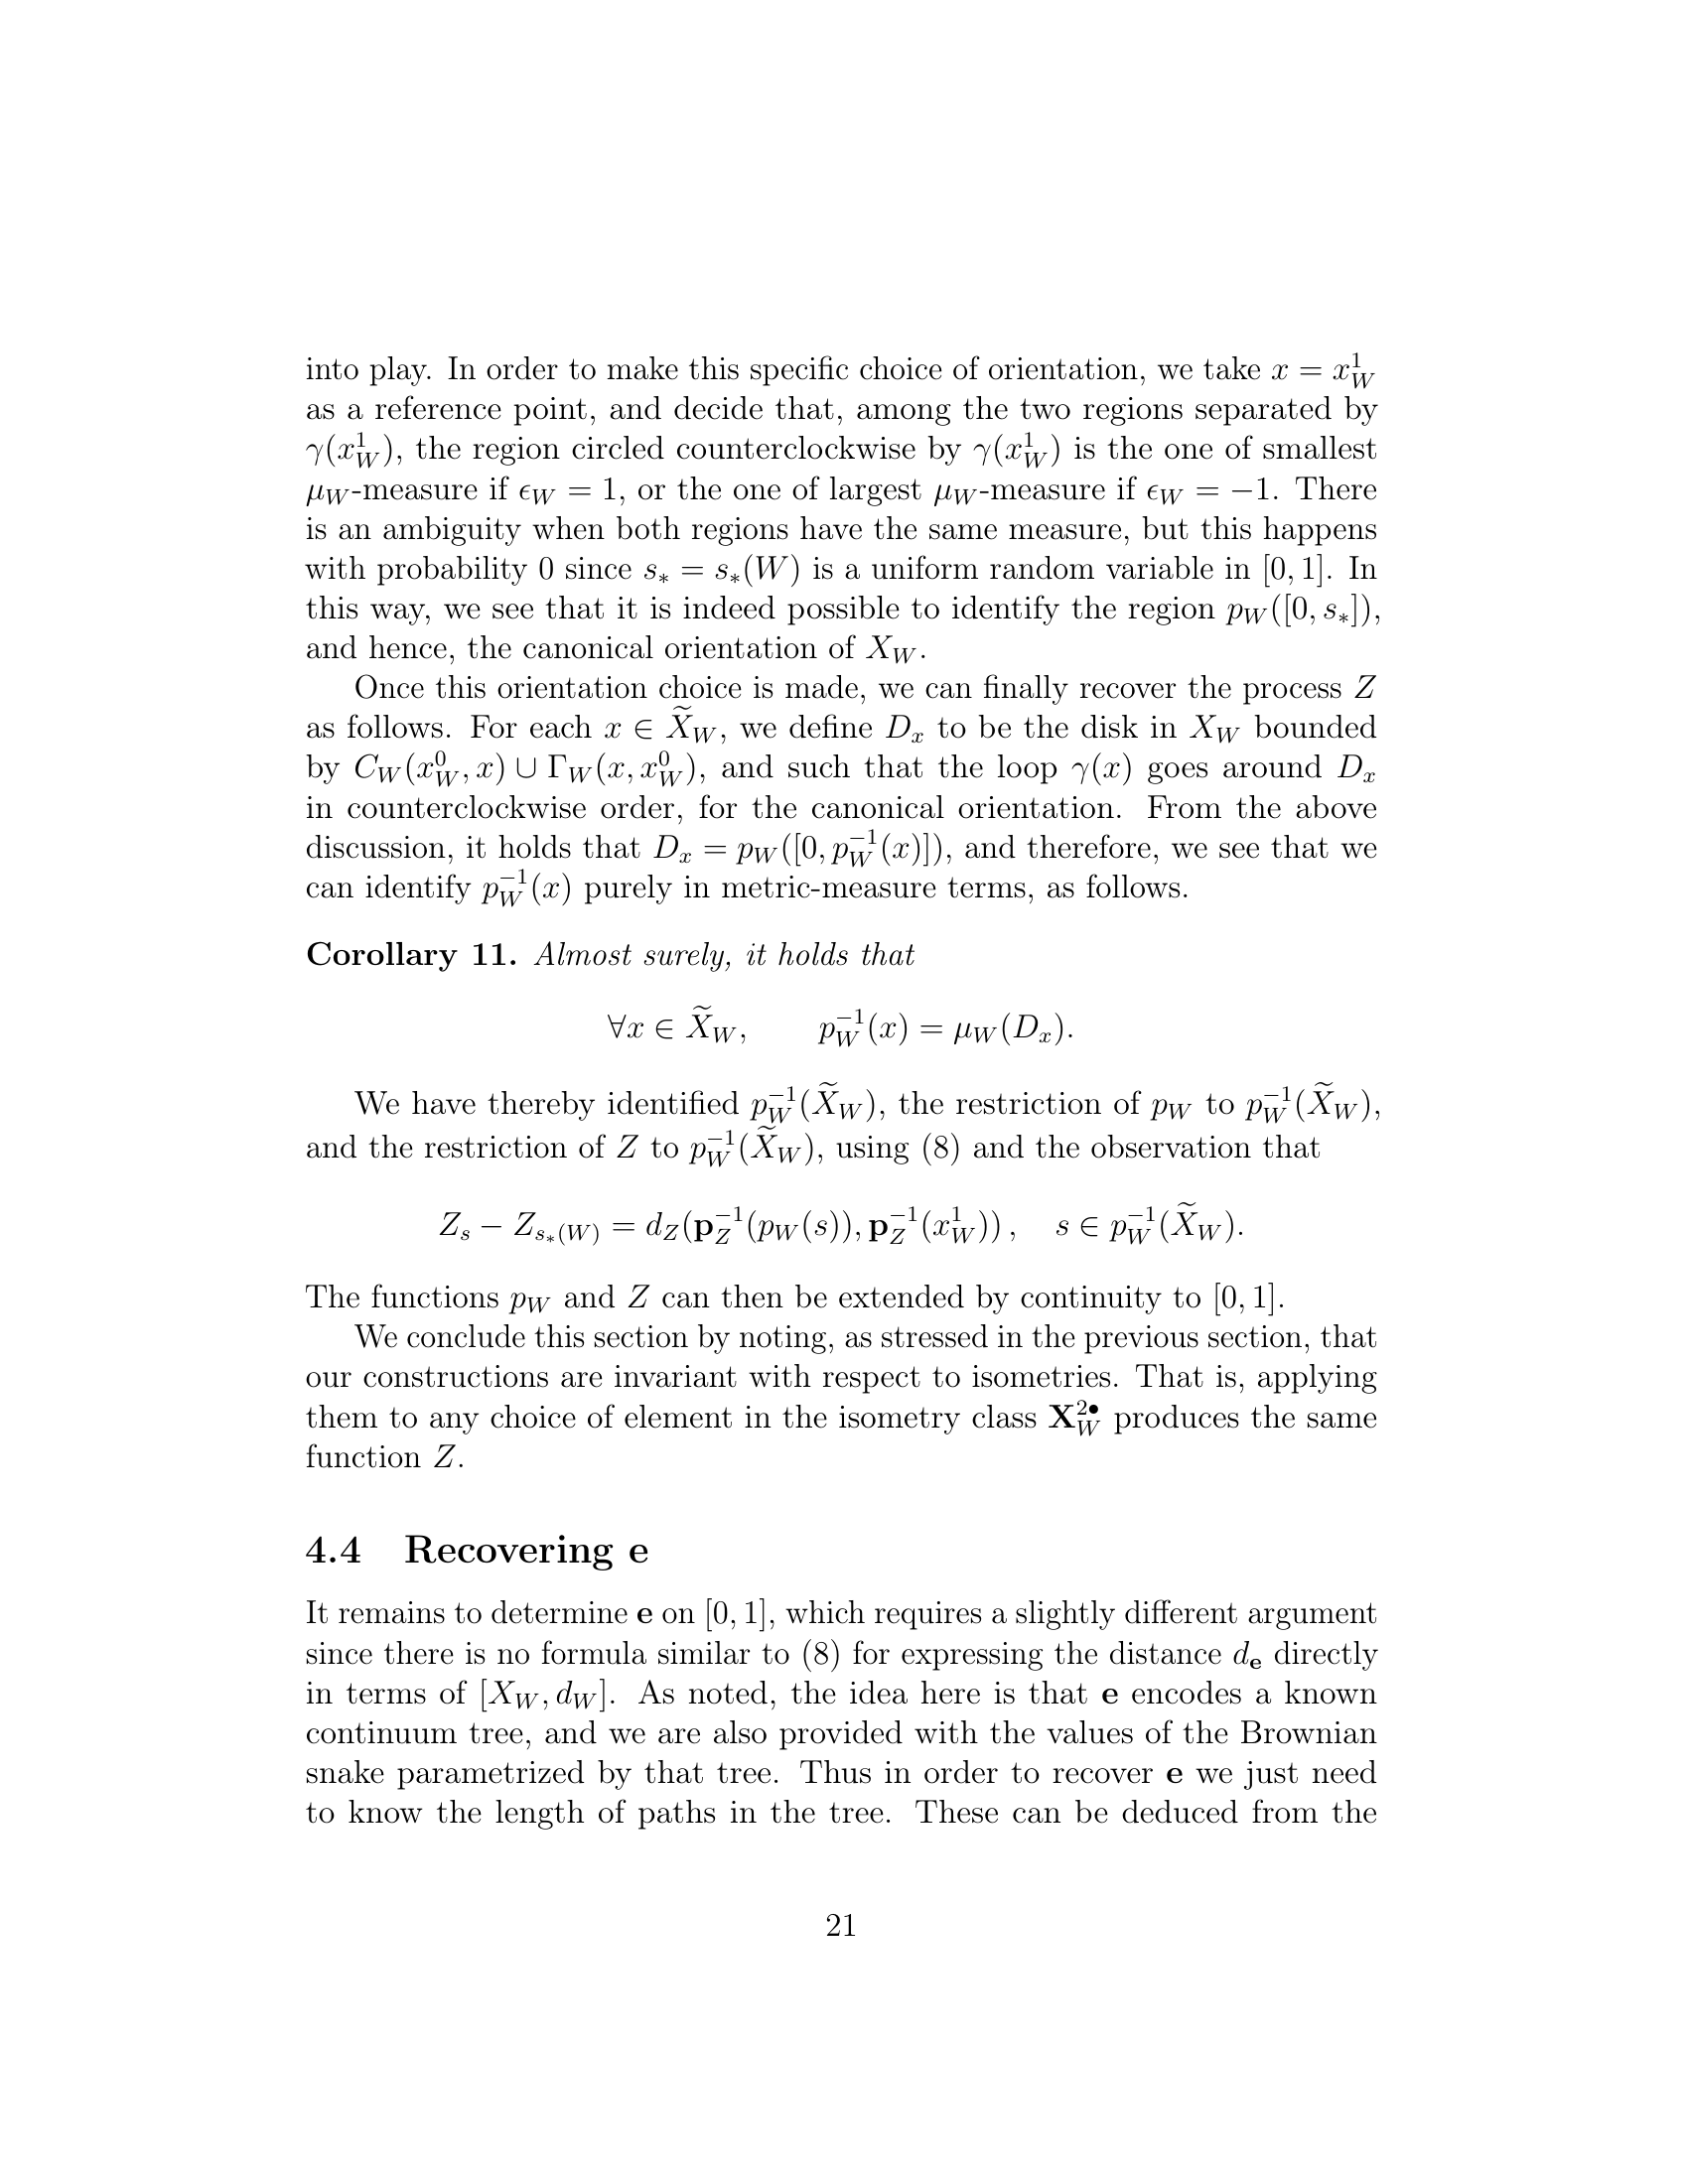 into play. In order to make this specific choice of orientation, we take $x = x_W^1$
as a reference point, and decide that, among the two regions separated by
$\gamma(x_W^1)$, the region circled counterclockwise by $\gamma(x_W^1)$ is the one of smallest
$\mu_W$-measure if $\epsilon_W = 1$, or the one of largest $\mu_W$-measure if $\epsilon_W = -1$. There
is an ambiguity when both regions have the same measure, but this happens
with probability 0 since $s_* = s_*(W)$ is a uniform random variable in $[0, 1]$. In
this way, we see that it is indeed possible to identify the region $p_W([0, s_*])$,
and hence, the canonical orientation of $X_W$.
Once this orientation choice is made, we can finally recover the process $Z$
as follows. For each $x \in \widetilde{X}_W$, we define $D_x$ to be the disk in $X_W$ bounded
by $C_W(x_W^0, x) \cup \Gamma_W(x, x_W^0)$, and such that the loop $\gamma(x)$ goes around $D_x$
in counterclockwise order, for the canonical orientation. From the above
discussion, it holds that $D_x = p_W([0, p_W^{-1}(x)])$, and therefore, we see that we
can identify $p_W^{-1}(x)$ purely in metric-measure terms, as follows.
Corollary 11. Almost surely, it holds that
$\forall x \in \widetilde{X}_W, \qquad p_W^{-1}(x) = \mu_W(D_x).$
We have thereby identified $p_W^{-1}(\widetilde{X}_W)$, the restriction of $p_W$ to $p_W^{-1}(\widetilde{X}_W)$,
and the restriction of $Z$ to $p_W^{-1}(\widetilde{X}_W)$, using (8) and the observation that
$Z_s - Z_{s_*(W)} = d_Z(\mathbf{p}_Z^{-1}(p_W(s)), \mathbf{p}_Z^{-1}(x_W^1)), \quad s \in p_W^{-1}(\widetilde{X}_W).$
The functions $p_W$ and $Z$ can then be extended by continuity to $[0, 1]$.
We conclude this section by noting, as stressed in the previous section, that
our constructions are invariant with respect to isometries. That is, applying
them to any choice of element in the isometry class $\mathbf{X}_W^{2\bullet}$ produces the same
function $Z$.
4.4 Recovering e
It remains to determine $\mathbf{e}$ on $[0, 1]$, which requires a slightly different argument
since there is no formula similar to (8) for expressing the distance $d_{\mathbf{e}}$ directly
in terms of $[X_W, d_W]$. As noted, the idea here is that $\mathbf{e}$ encodes a known
continuum tree, and we are also provided with the values of the Brownian
snake parametrized by that tree. Thus in order to recover $\mathbf{e}$ we just need
to know the length of paths in the tree. These can be deduced from the
21